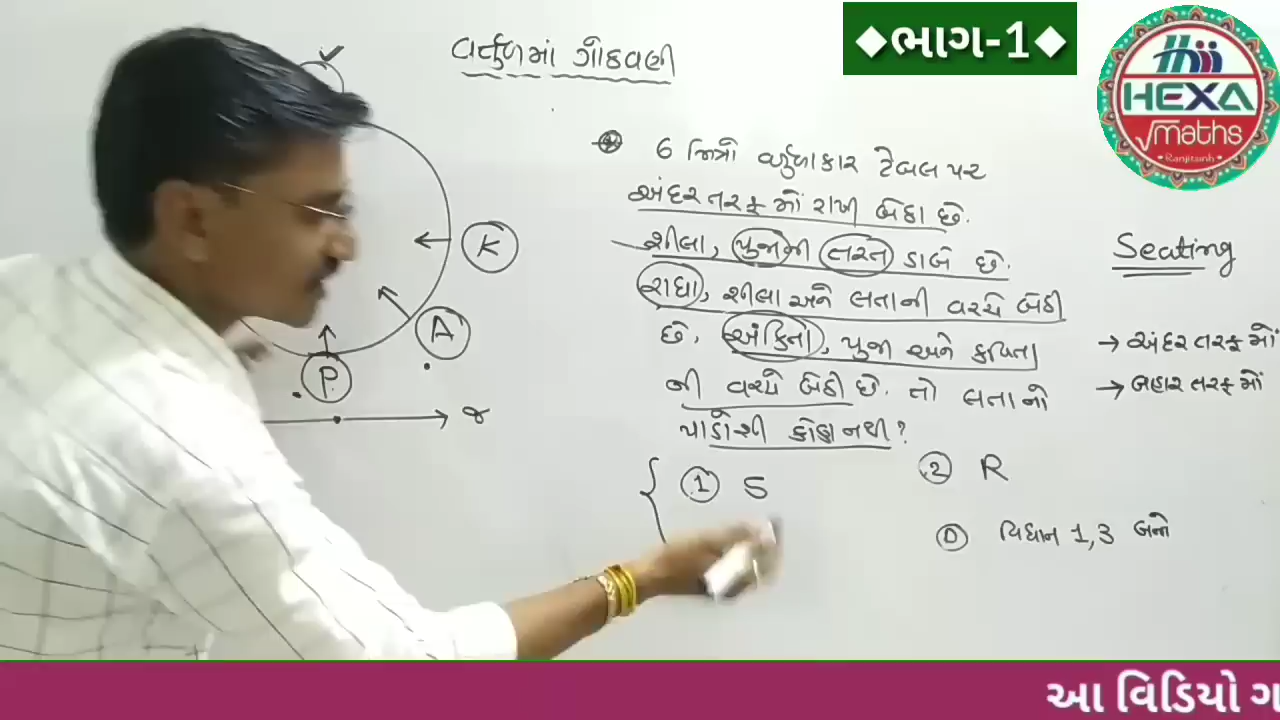 ◆ભાગ-1◆
HEXA
√maths
Ranjitsinh
વર્તુળમાં ગોઠવણી
6 મિત્રો વર્તુળાકાર ટેબલ પર
અંદર તરફ મોં રાખી બેઠા છે.
શીલા, પુજાની તરત ડાબે છે.
રાધા, શીલા અને લતાની વચ્ચે બેઠી
છે. અંકિતા, પુજા અને કવિતા
ની વચ્ચે બેઠી છે. તો લતાનો
પાડોશી કોણ નથી?
1 S
2 R
D વિધાન 1,3 બન્ને
Seating
→ અંદર તરફ મોં
→ બહાર તરફ મોં
K
A
P
આ વિડિયો ગ